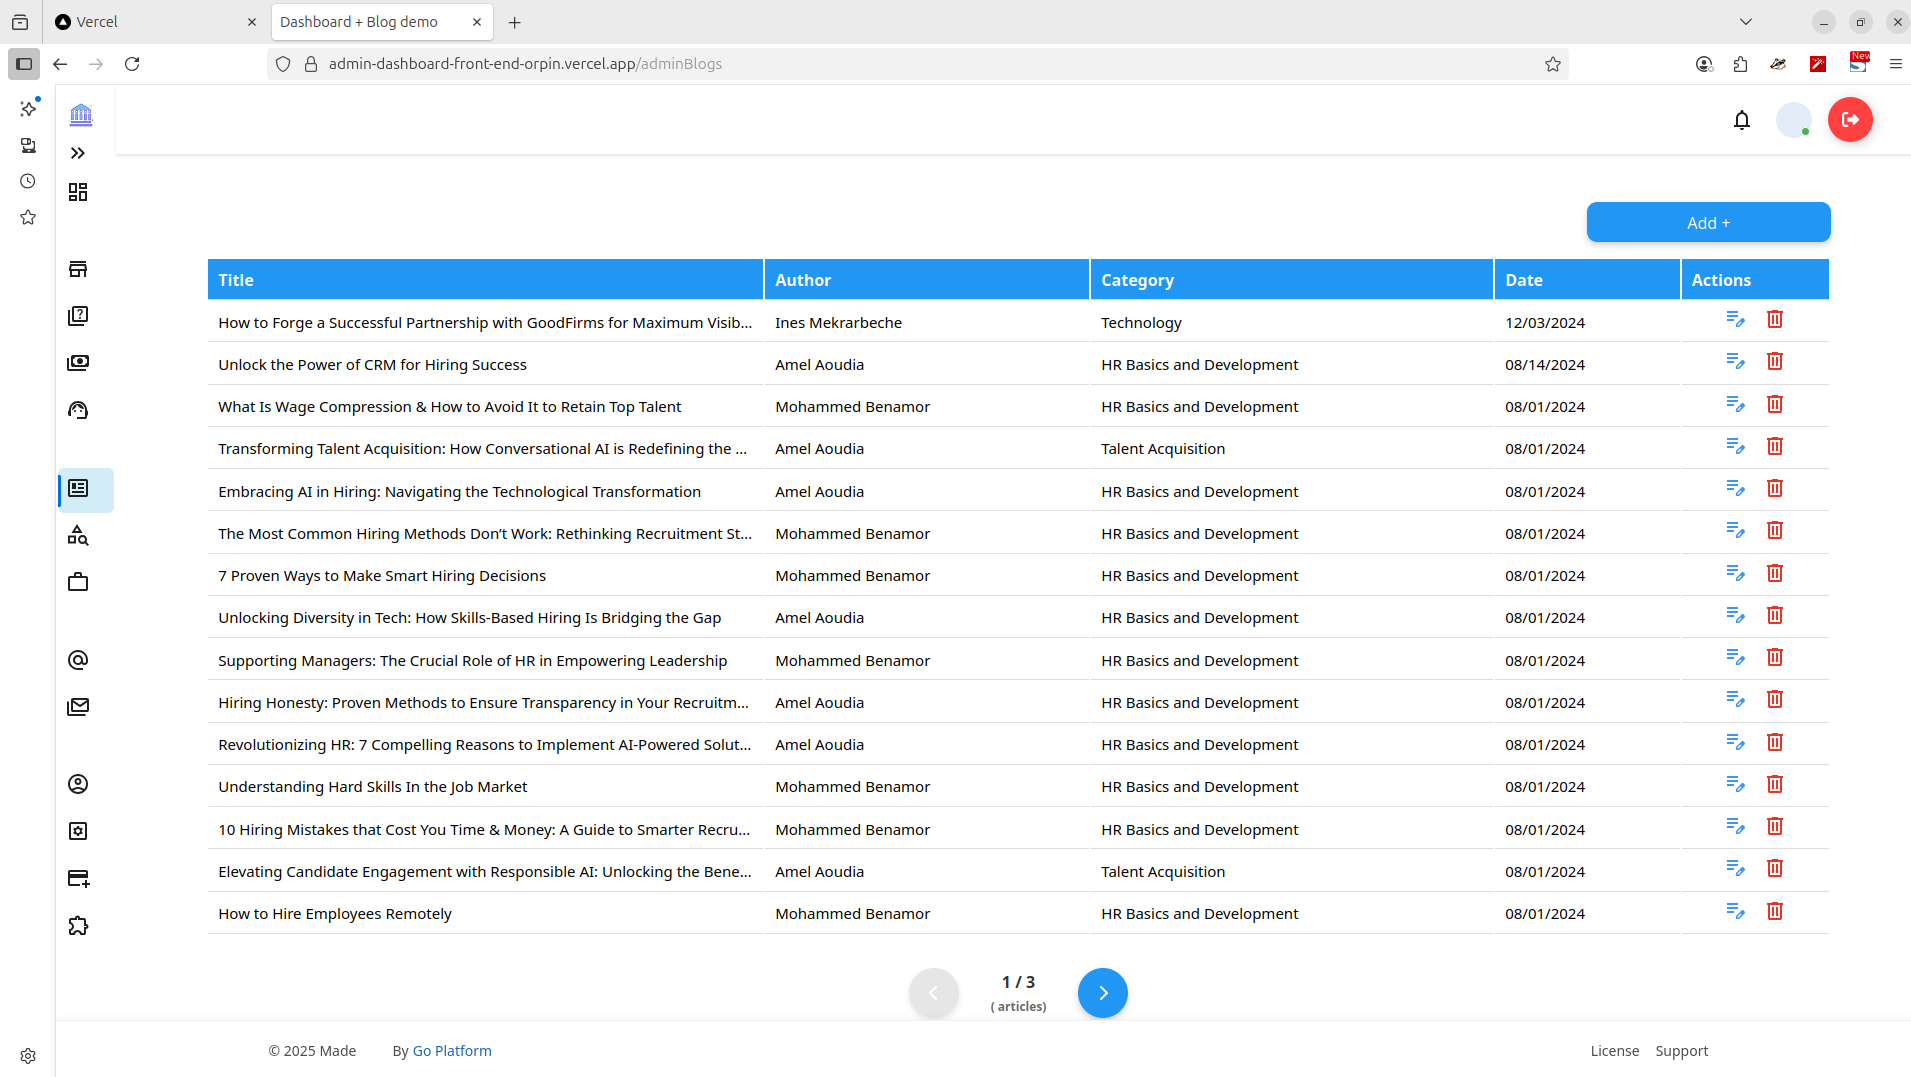 Vercel
Dashboard + Blog demo
admin-dashboard-front-end-orpin.vercel.app/adminBlogs
New
Add +
Title Author Category Date Actions
How to Forge a Successful Partnership with GoodFirms for Maximum Visib... Ines Mekrarbeche Technology 12/03/2024
Unlock the Power of CRM for Hiring Success Amel Aoudia HR Basics and Development 08/14/2024
What Is Wage Compression & How to Avoid It to Retain Top Talent Mohammed Benamor HR Basics and Development 08/01/2024
Transforming Talent Acquisition: How Conversational AI is Redefining the ... Amel Aoudia Talent Acquisition 08/01/2024
Embracing AI in Hiring: Navigating the Technological Transformation Amel Aoudia HR Basics and Development 08/01/2024
The Most Common Hiring Methods Don’t Work: Rethinking Recruitment St... Mohammed Benamor HR Basics and Development 08/01/2024
7 Proven Ways to Make Smart Hiring Decisions Mohammed Benamor HR Basics and Development 08/01/2024
Unlocking Diversity in Tech: How Skills-Based Hiring Is Bridging the Gap Amel Aoudia HR Basics and Development 08/01/2024
Supporting Managers: The Crucial Role of HR in Empowering Leadership Mohammed Benamor HR Basics and Development 08/01/2024
Hiring Honesty: Proven Methods to Ensure Transparency in Your Recruitm... Amel Aoudia HR Basics and Development 08/01/2024
Revolutionizing HR: 7 Compelling Reasons to Implement AI-Powered Solut... Amel Aoudia HR Basics and Development 08/01/2024
Understanding Hard Skills In the Job Market Mohammed Benamor HR Basics and Development 08/01/2024
10 Hiring Mistakes that Cost You Time & Money: A Guide to Smarter Recru... Mohammed Benamor HR Basics and Development 08/01/2024
Elevating Candidate Engagement with Responsible AI: Unlocking the Bene... Amel Aoudia Talent Acquisition 08/01/2024
How to Hire Employees Remotely Mohammed Benamor HR Basics and Development 08/01/2024
1 / 3
( articles)
© 2025 Made By Go Platform License Support